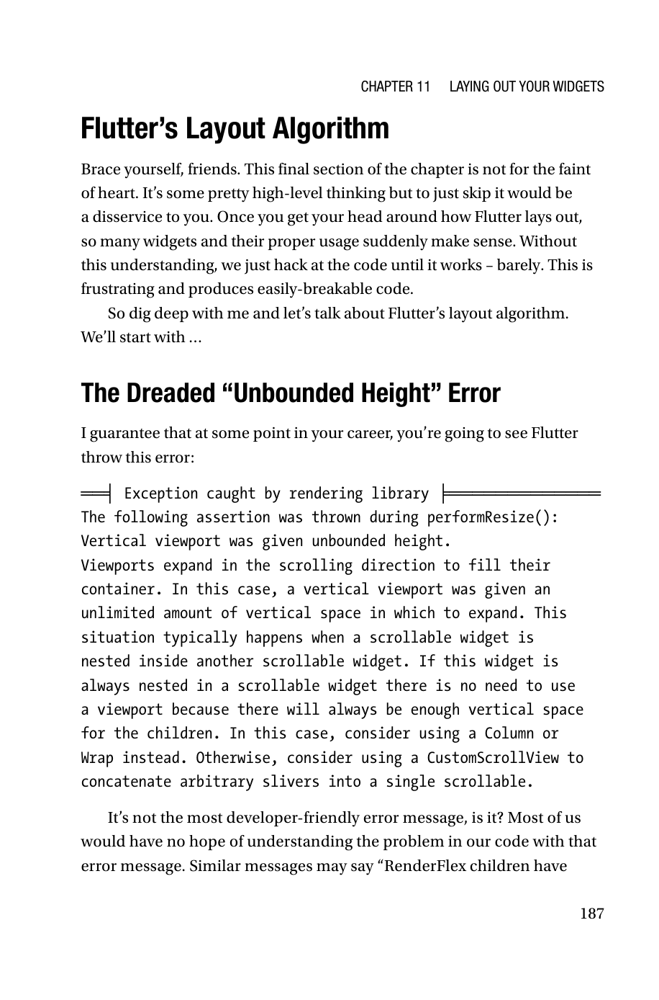 CHAPTER 11 LAYING OUT YOUR WIDGETS
Flutter’s Layout Algorithm
Brace yourself, friends. This final section of the chapter is not for the faint
of heart. It’s some pretty high-level thinking but to just skip it would be
a disservice to you. Once you get your head around how Flutter lays out,
so many widgets and their proper usage suddenly make sense. Without
this understanding, we just hack at the code until it works – barely. This is
frustrating and produces easily-breakable code.
So dig deep with me and let’s talk about Flutter’s layout algorithm.
We’ll start with …
The Dreaded “Unbounded Height” Error
I guarantee that at some point in your career, you’re going to see Flutter
throw this error:
═══╡ Exception caught by rendering library ╞═══════════════════
The following assertion was thrown during performResize():
Vertical viewport was given unbounded height.
Viewports expand in the scrolling direction to fill their
container. In this case, a vertical viewport was given an
unlimited amount of vertical space in which to expand. This
situation typically happens when a scrollable widget is
nested inside another scrollable widget. If this widget is
always nested in a scrollable widget there is no need to use
a viewport because there will always be enough vertical space
for the children. In this case, consider using a Column or
Wrap instead. Otherwise, consider using a CustomScrollView to
concatenate arbitrary slivers into a single scrollable.
It’s not the most developer-friendly error message, is it? Most of us
would have no hope of understanding the problem in our code with that
error message. Similar messages may say “RenderFlex children have
187